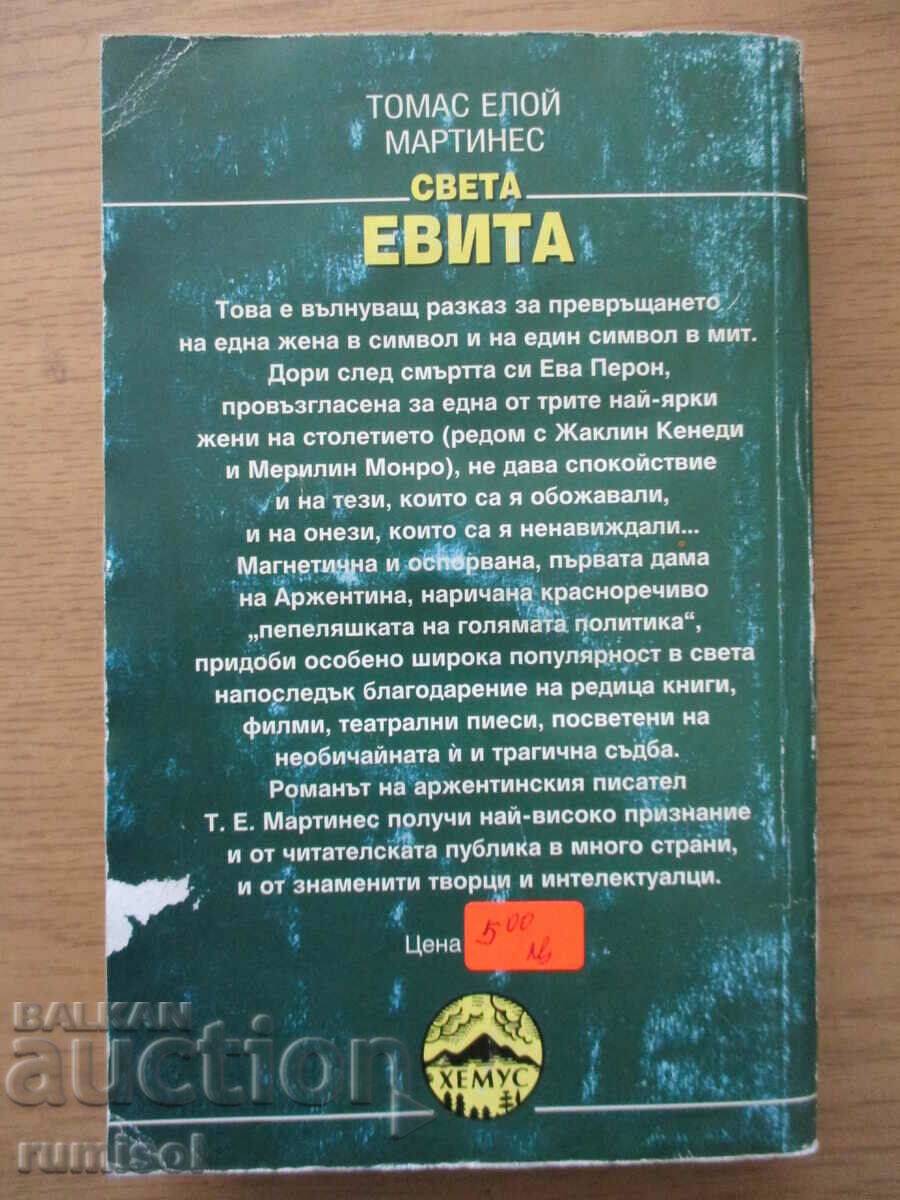 ТОМАС ЕЛОЙ
МАРТИНЕС
СВЕТА
ЕВИТА
Това е вълнуващ разказ за превръщането
на една жена в символ и на един символ в мит.
Дори след смъртта си Ева Перон,
провъзгласена за една от трите най-ярки
жени на столетието (редом с Жаклин Кенеди
и Мерилин Монро), не дава спокойствие
и на тези, които са я обожавали,
и на онези, които са я ненавиждали...
Магнетична и оспорвана, първата дама
на Аржентина, наричана красноречиво
„пепеляшката на голямата политика“,
придоби особено широка популярност в света
напоследък благодарение на редица книги,
филми, театрални пиеси, посветени на
необичайната ѝ и трагична съдба.
Романът на аржентинския писател
Т. Е. Мартинес получи най-високо признание
и от читателската публика в много страни,
и от знаменити творци и интелектуалци.
Цена 5 00 лв
ХЕМУС
BALKAN
auction
rumisol